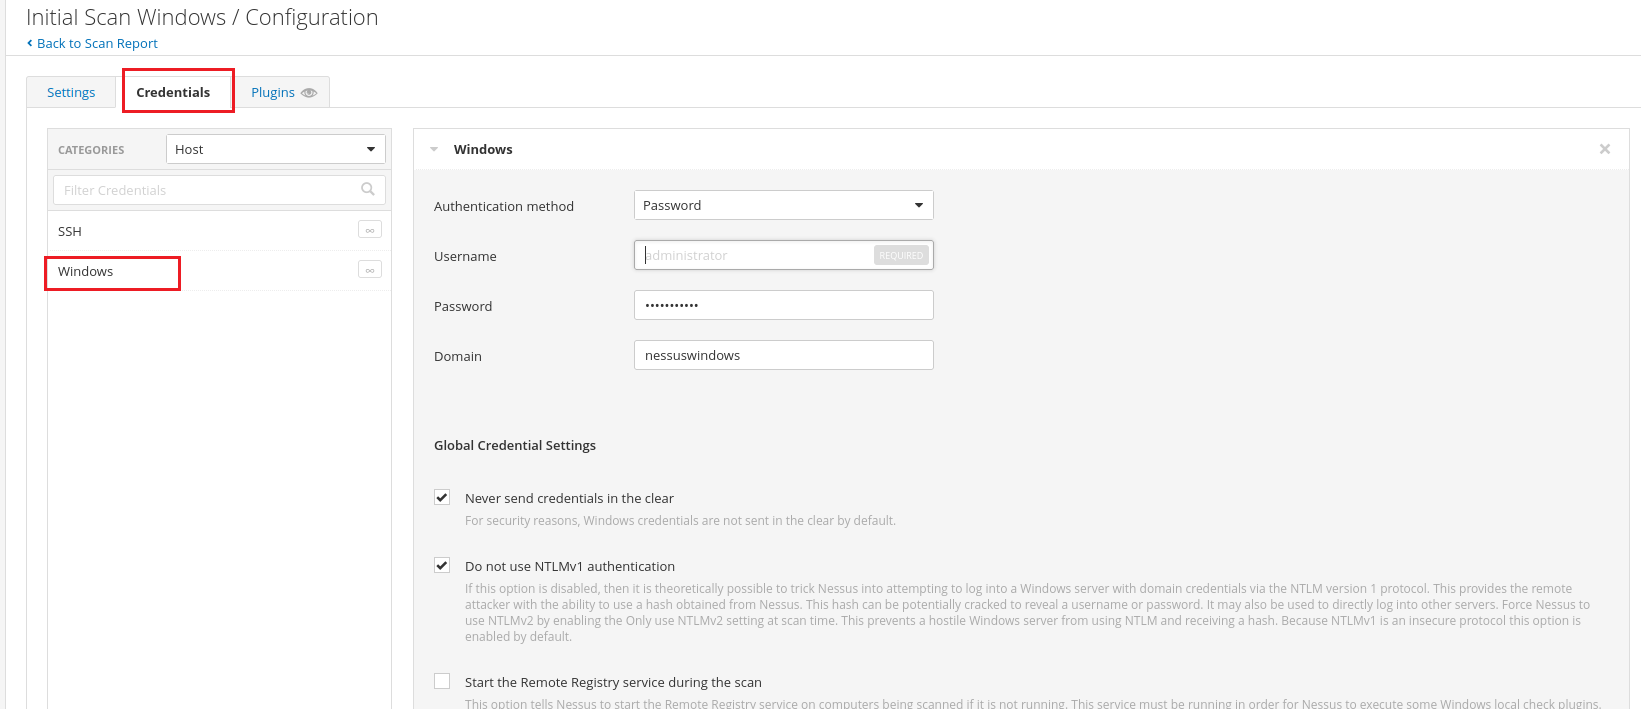 Initial Scan Windows / Configuration
Back to Scan Report
Settings
Credentials
Plugins
CATEGORIES
Host
Filter Credentials
SSH
∞
Windows
∞
Windows
×
Authentication method
Password
Username
administrator
REQUIRED
Password
•••••••••••
Domain
nessuswindows
Global Credential Settings
Never send credentials in the clear
For security reasons, Windows credentials are not sent in the clear by default.
Do not use NTLMv1 authentication
If this option is disabled, then it is theoretically possible to trick Nessus into attempting to log into a Windows server with domain credentials via the NTLM version 1 protocol. This provides the remote
attacker with the ability to use a hash obtained from Nessus. This hash can be potentially cracked to reveal a username or password. It may also be used to directly log into other servers. Force Nessus to
use NTLMv2 by enabling the Only use NTLMv2 setting at scan time. This prevents a hostile Windows server from using NTLM and receiving a hash. Because NTLMv1 is an insecure protocol this option is
enabled by default.
Start the Remote Registry service during the scan
This option tells Nessus to start the Remote Registry service on computers being scanned if it is not running. This service must be running in order for Nessus to execute some Windows local check plugins.